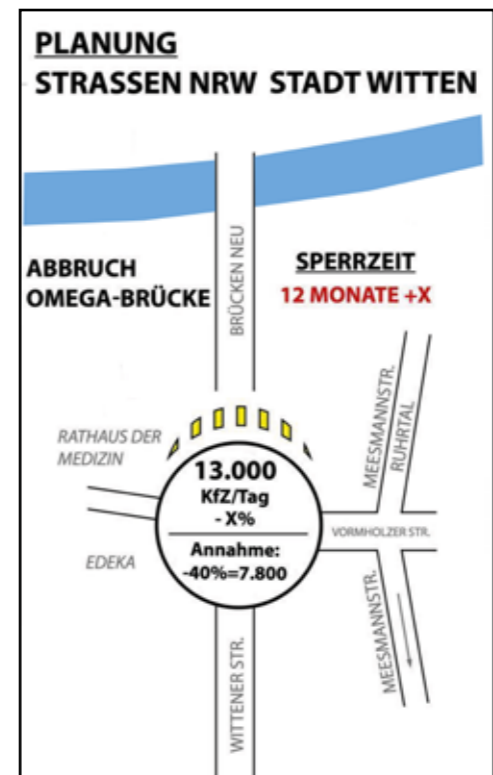 PLANUNG
STRASSEN NRW STADT WITTEN
BRÜCKEN NEU
ABBRUCH
OMEGA-BRÜCKE
SPERRZEIT
12 MONATE +X
RATHAUS DER
MEDIZIN
EDEKA
13.000
KfZ/Tag
- X%
Annahme:
-40%=7.800
MEESMANNSTR.
RUHRTAL
VORMHOLZER STR.
MEESMANNSTR.
WITTENER STR.